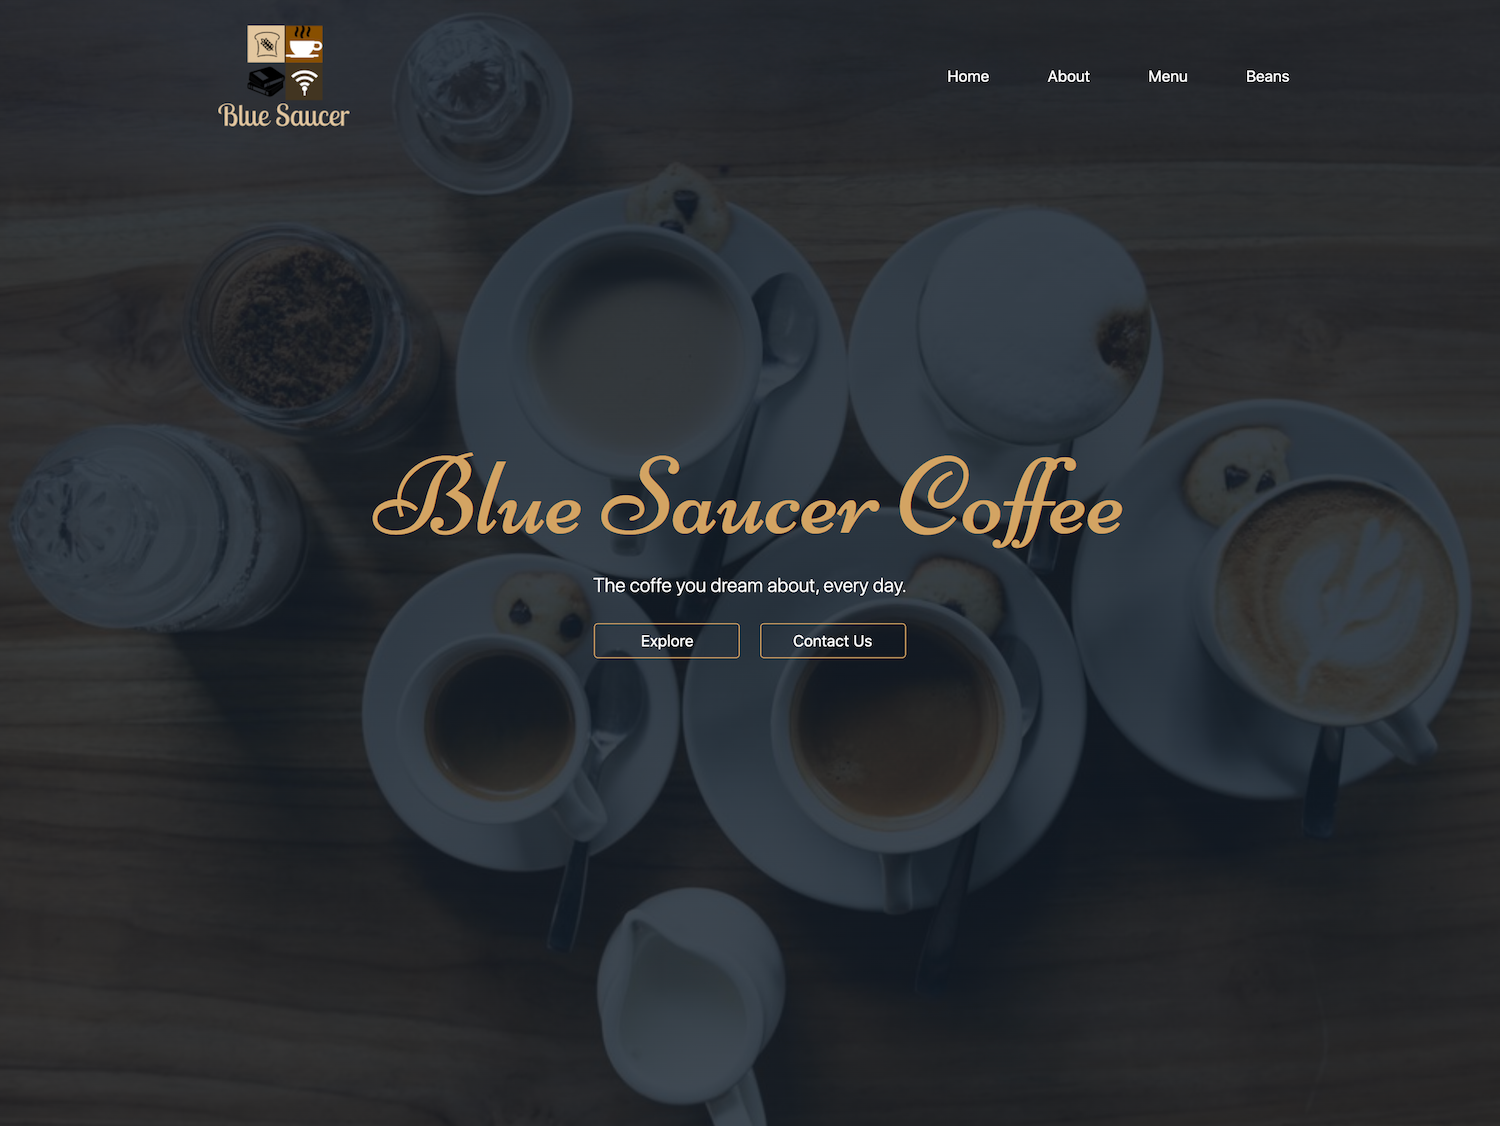 Blue Saucer
Home About Menu Beans
Blue Saucer Coffee
The coffe you dream about, every day.
Explore Contact Us